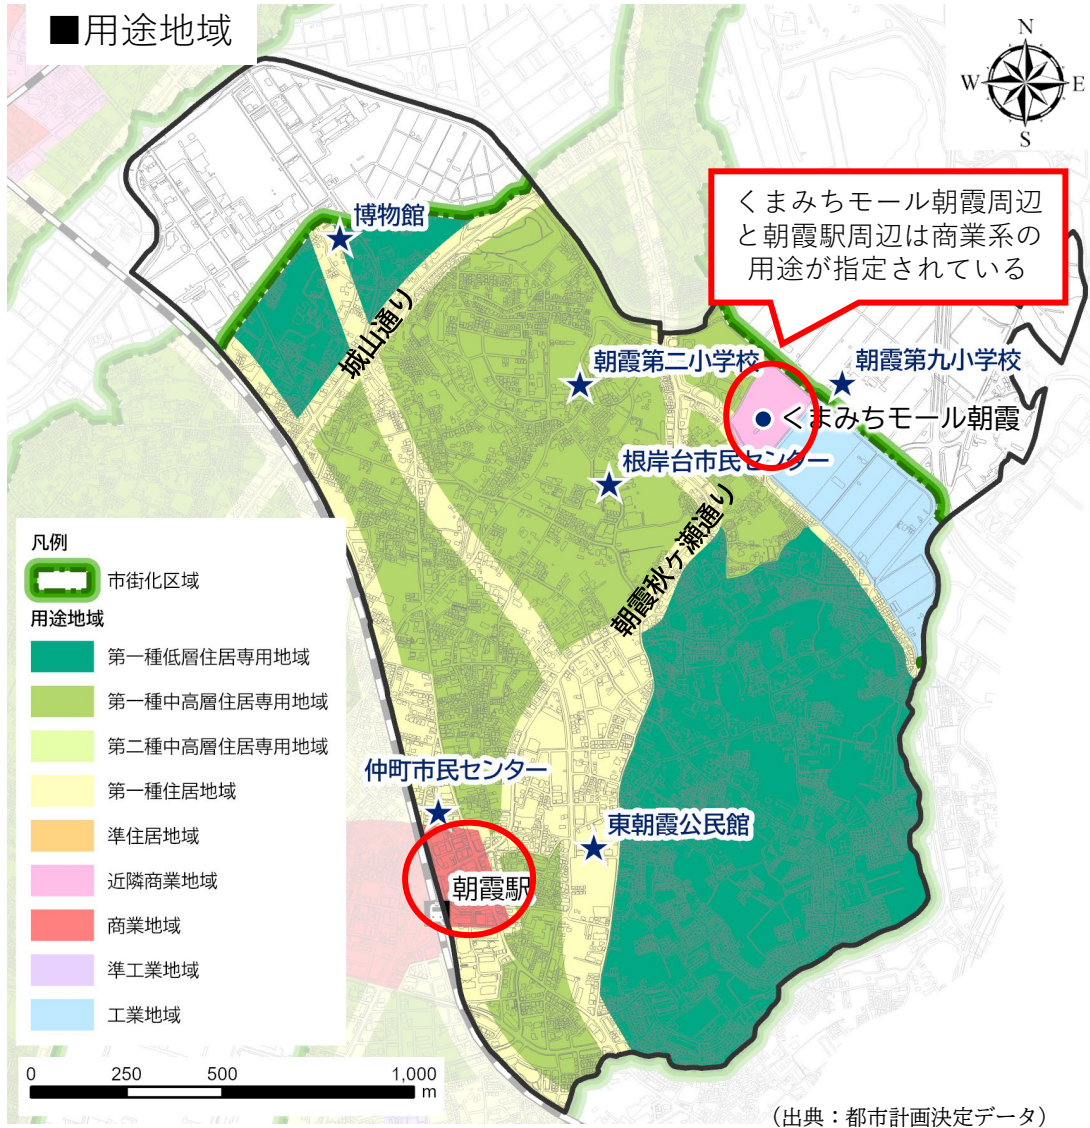 ■用途地域
N
W
E
S
くまみちモール朝霞周辺
と朝霞駅周辺は商業系の
用途が指定されている
博物館
城山通り
朝霞第二小学校
朝霞第九小学校
くまみちモール朝霞
根岸台市民センター
朝霞秋ヶ瀬通り
仲町市民センター
東朝霞公民館
朝霞駅
凡例
市街化区域
用途地域
第一種低層住居専用地域
第一種中高層住居専用地域
第二種中高層住居専用地域
第一種住居地域
準住居地域
近隣商業地域
商業地域
準工業地域
工業地域
0 250 500 1,000
m
(出典：都市計画決定データ)